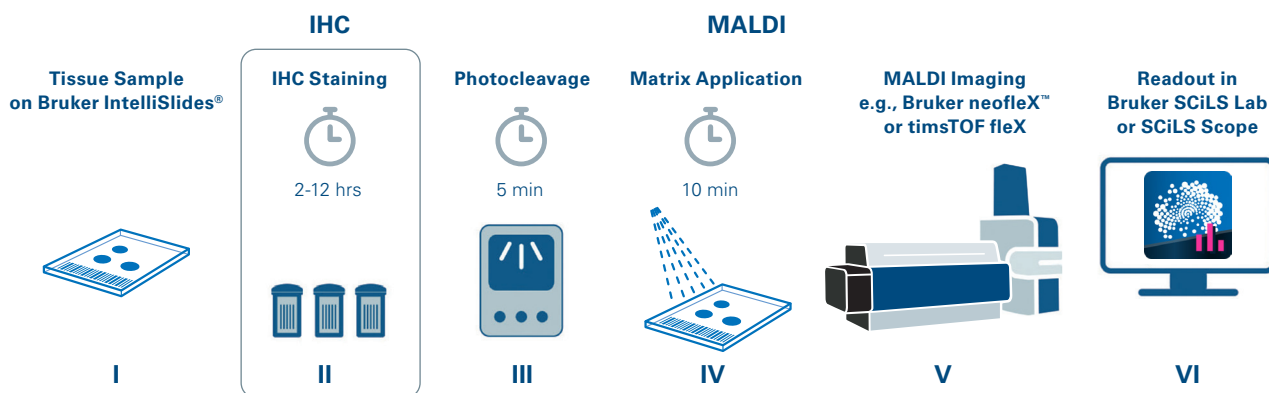 IHC
MALDI
Tissue Sample
on Bruker IntelliSlides®
IHC Staining
2-12 hrs
Photocleavage
5 min
Matrix Application
10 min
MALDI Imaging
e.g., Bruker neofleX™
or timsTOF fleX
Readout in
Bruker SCiLS Lab
or SCiLS Scope
I
II
III
IV
V
VI